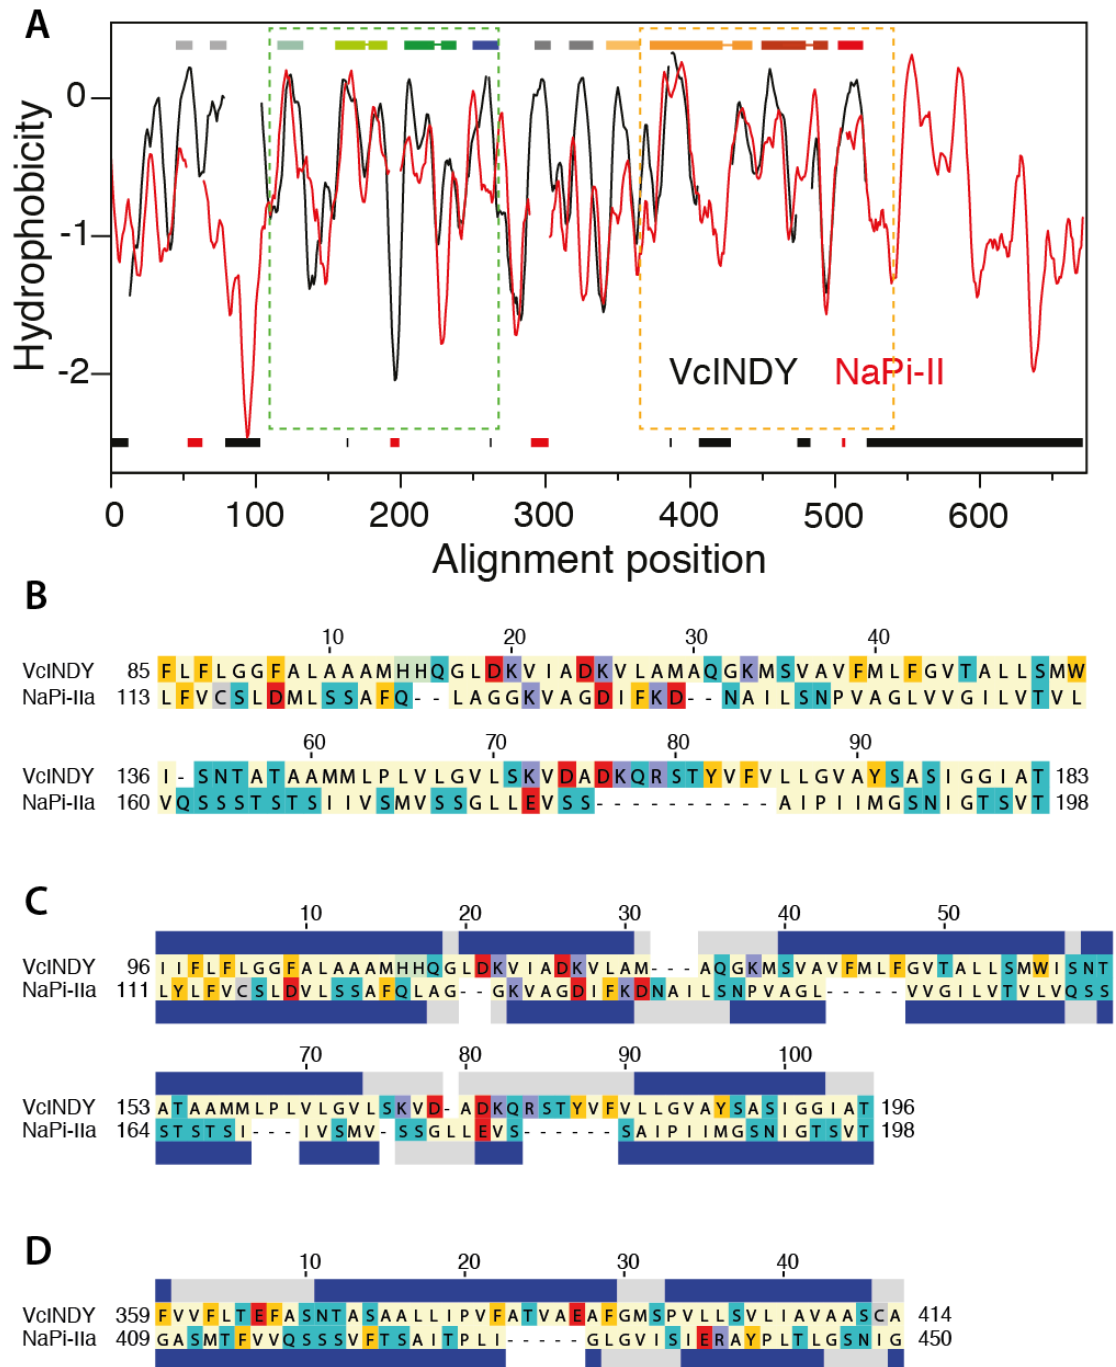 A
Hydrophobicity
0
-1
-2
VcINDY NaPi-II
0 100 200 300 400 500 600
Alignment position
B
10 20 30 40
VcINDY 85 FLFLGGFALAAAMHHQGLDKVIADKVLAMAQGKMSVAVFMLFGVTALLSMW
NaPi-IIa 113 LFVCSLDMLSSAFQ--LAGGKVAGDIFKD--NAILSNPVAGLVVGILVTVL
60 70 80 90
VcINDY 136 I-SNTATAAMMLPLVLGVLSKVDADKQRSTYVFVLLGVAYSASIGGIAT 183
NaPi-IIa 160 VQSSSTSTSIIVSMVSSGLLEVSS----------AIPIIMGSNIGTSVT 198
C
10 20 30 40 50
VcINDY 96 IIFLFLGGFALAAAMHHQGLDKVIADKVLAM---AQGKMSVAVFMLFGVTALLSMWISNT
NaPi-IIa 111 LYLFVCSLDVLSSAFQLAG--GKVAGDIFKDNAILSNPVAGL-----VVGILVTVLVQSS
70 80 90 100
VcINDY 153 ATAAMMLPLVLGVLSKVD-ADKQRSTYVFVLLGVAYSASIGGIAT 196
NaPi-IIa 164 STSTSI---IVSMV-SSGLLEVS------SAIPIIMGSNIGTSVT 198
D
10 20 30 40
VcINDY 359 FVVFLTEFASNTASAALLIPVFATVAEAFGMSPVLLSVLIAVAASCA 414
NaPi-IIa 409 GASMTFVVQSSSVFTSAITPLI-----GLGVISIERAYPLTLGSNIG 450